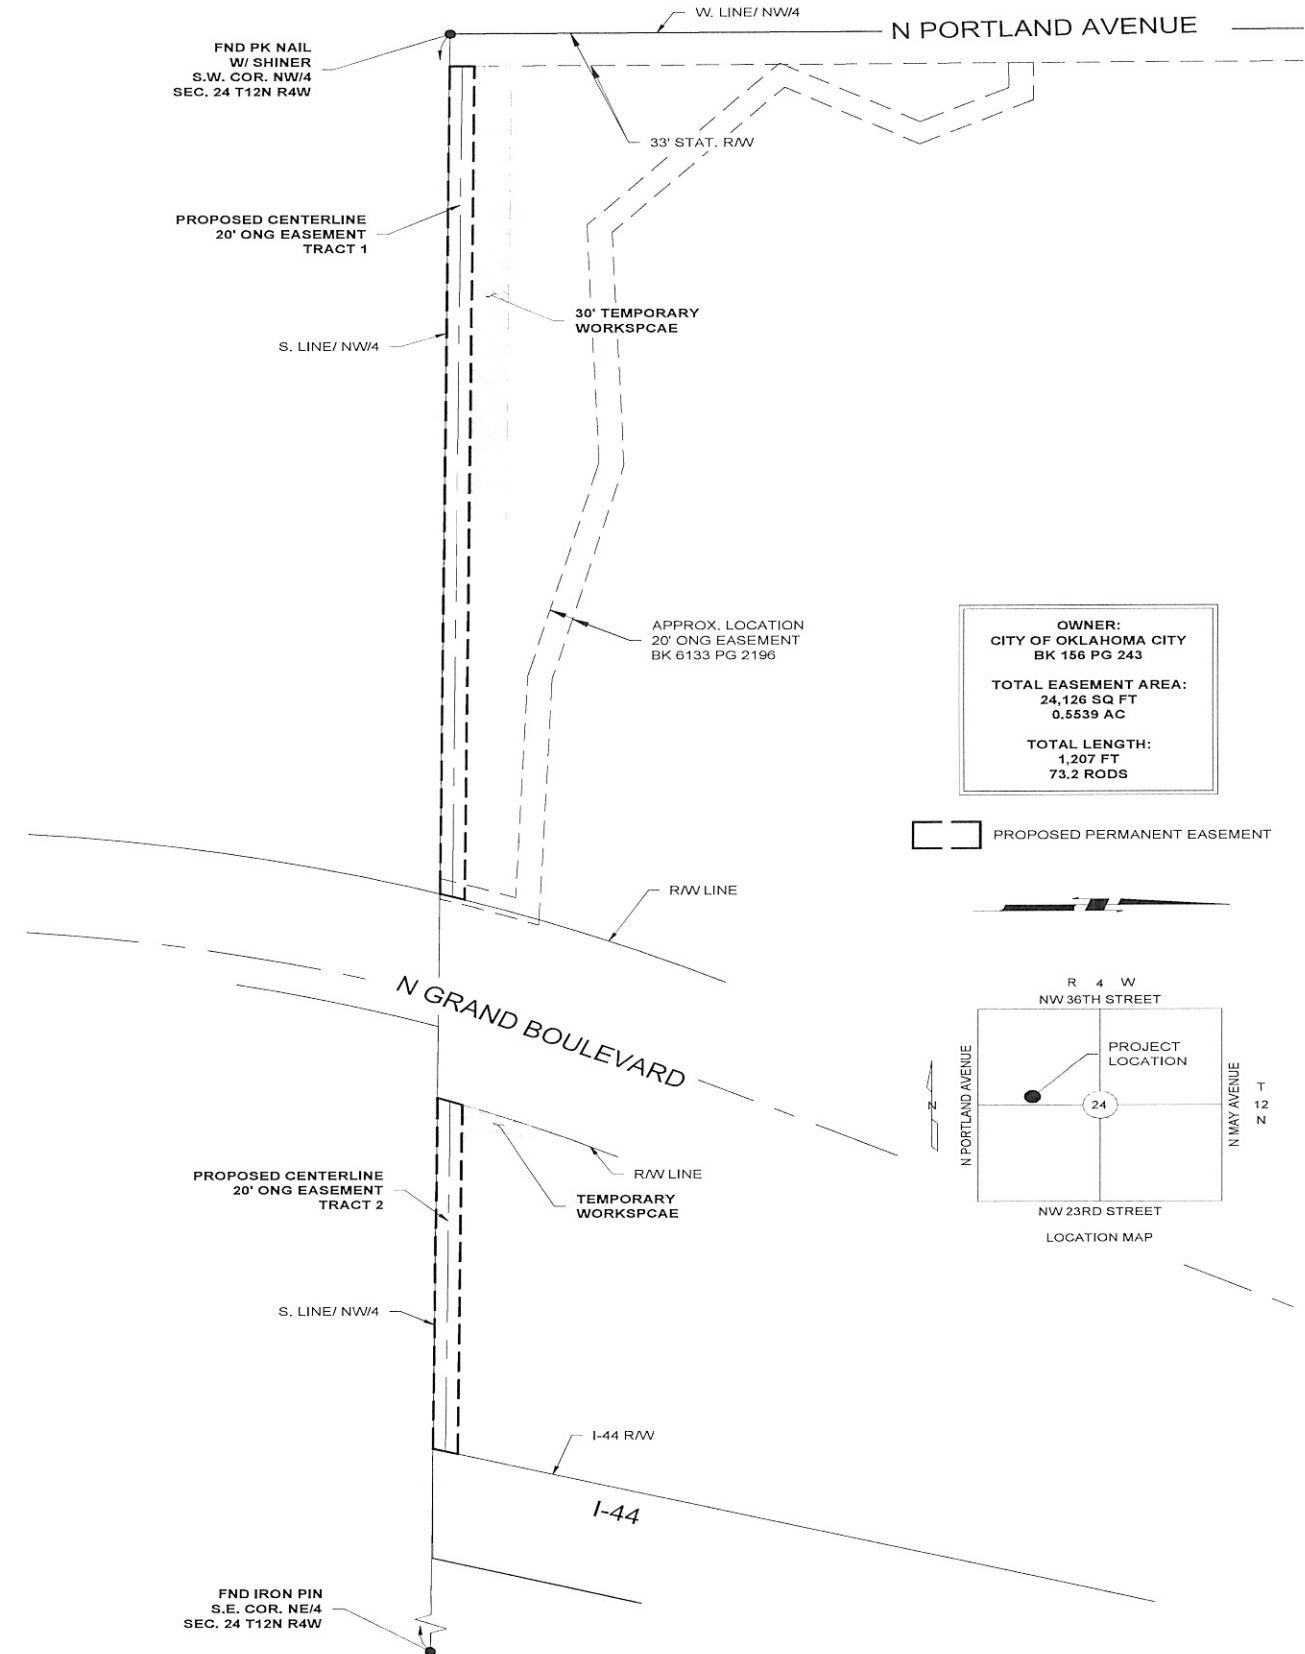 W. LINE/ NW/4
N PORTLAND AVENUE
FND PK NAIL
W/ SHINER
S.W. COR. NW/4
SEC. 24 T12N R4W
33' STAT. R/W
PROPOSED CENTERLINE
20' ONG EASEMENT
TRACT 1
30' TEMPORARY
WORKSPCAE
S. LINE/ NW/4
APPROX. LOCATION
20' ONG EASEMENT
BK 6133 PG 2196
OWNER:
CITY OF OKLAHOMA CITY
BK 156 PG 243
TOTAL EASEMENT AREA:
24,126 SQ FT
0.5539 AC
TOTAL LENGTH:
1,207 FT
73.2 RODS
PROPOSED PERMANENT EASEMENT
R/W LINE
N GRAND BOULEVARD
R 4 W
NW 36TH STREET
PROJECT
LOCATION
N PORTLAND AVENUE
N
24
N MAY AVENUE
T
12
N
NW 23RD STREET
LOCATION MAP
R/W LINE
PROPOSED CENTERLINE
20' ONG EASEMENT
TRACT 2
TEMPORARY
WORKSPCAE
S. LINE/ NW/4
I-44 R/W
I-44
FND IRON PIN
S.E. COR. NE/4
SEC. 24 T12N R4W